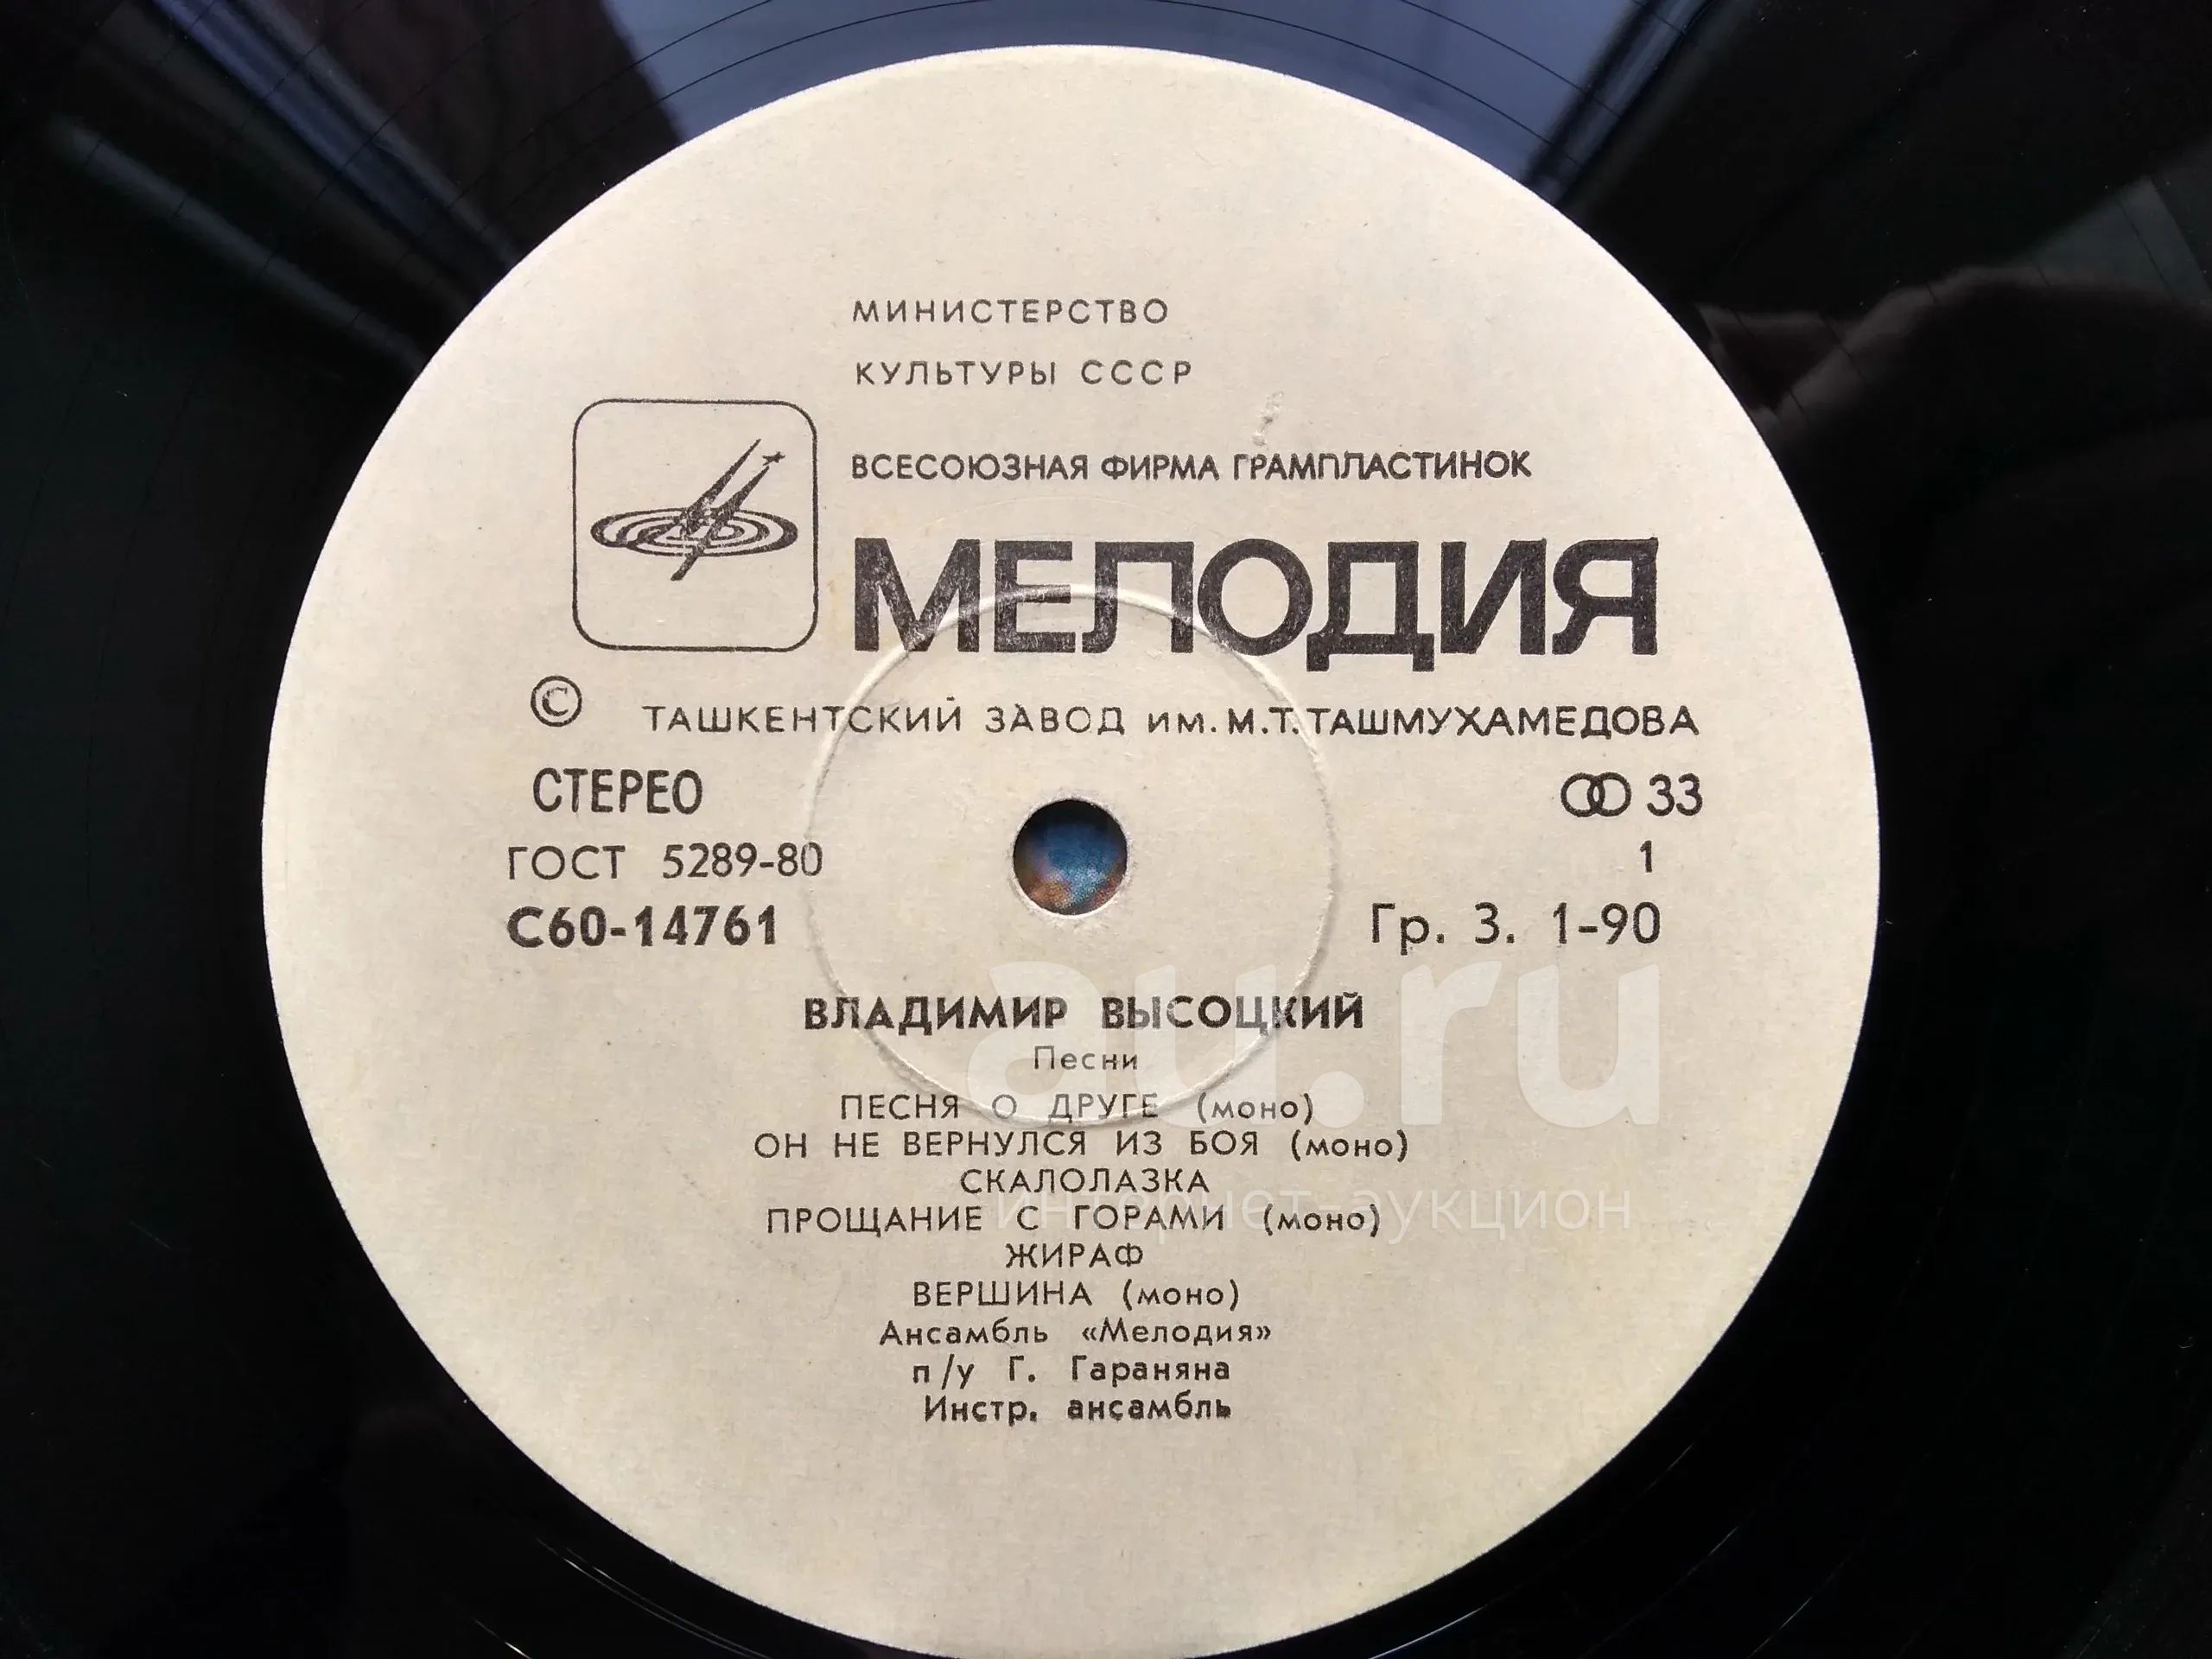 МИНИСТЕРСТВО
КУЛЬТУРЫ СССР
ВСЕСОЮЗНАЯ ФИРМА ГРАМПЛАСТИНОК
МЕЛОДИЯ
© ТАШКЕНТСКИЙ ЗАВОД ИМ. М.Т. ТАШМУХАМЕДОВА
СТЕРЕО 33
ГОСТ 5289-80 1
С60-14761 Гр. 3. 1-90
ВЛАДИМИР ВЫСОЦКИЙ
Песни
ПЕСНЯ О ДРУГЕ (моно)
ОН НЕ ВЕРНУЛСЯ ИЗ БОЯ (моно)
СКАЛОЛАЗКА
ПРОЩАНИЕ С ГОРАМИ (моно)
ЖИРАФ
ВЕРШИНА (моно)
Ансамбль «Мелодия»
п/у Г. Гараняна
Инстр. ансамбль
au.ru
интернет-аукцион